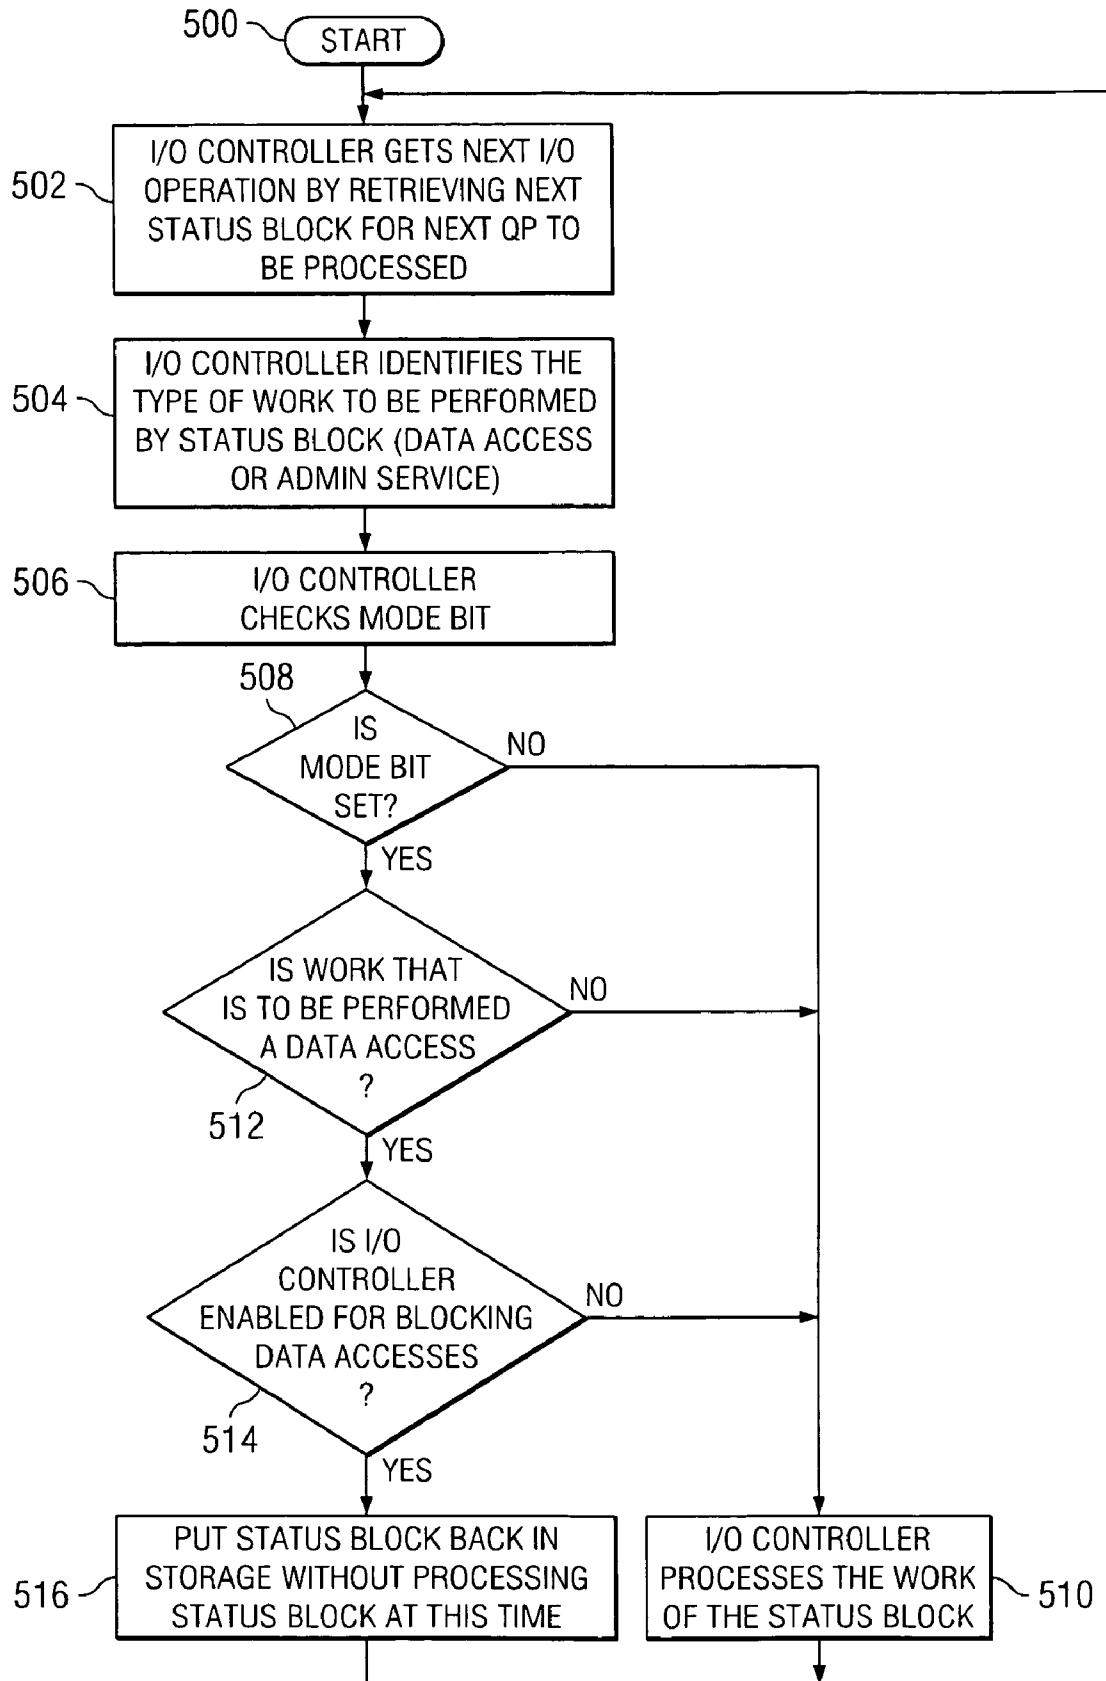 500
START
I/O CONTROLLER GETS NEXT I/O
OPERATION BY RETRIEVING NEXT
STATUS BLOCK FOR NEXT QP TO
BE PROCESSED
502
I/O CONTROLLER IDENTIFIES THE
TYPE OF WORK TO BE PERFORMED
BY STATUS BLOCK (DATA ACCESS
OR ADMIN SERVICE)
504
I/O CONTROLLER
CHECKS MODE BIT
506
508
IS
MODE BIT
SET?
NO
YES
IS WORK THAT
IS TO BE PERFORMED
A DATA ACCESS
?
NO
512
YES
IS I/O
CONTROLLER
ENABLED FOR BLOCKING
DATA ACCESSES
?
NO
514
YES
PUT STATUS BLOCK BACK IN
STORAGE WITHOUT PROCESSING
STATUS BLOCK AT THIS TIME
516
I/O CONTROLLER
PROCESSES THE WORK
OF THE STATUS BLOCK
510